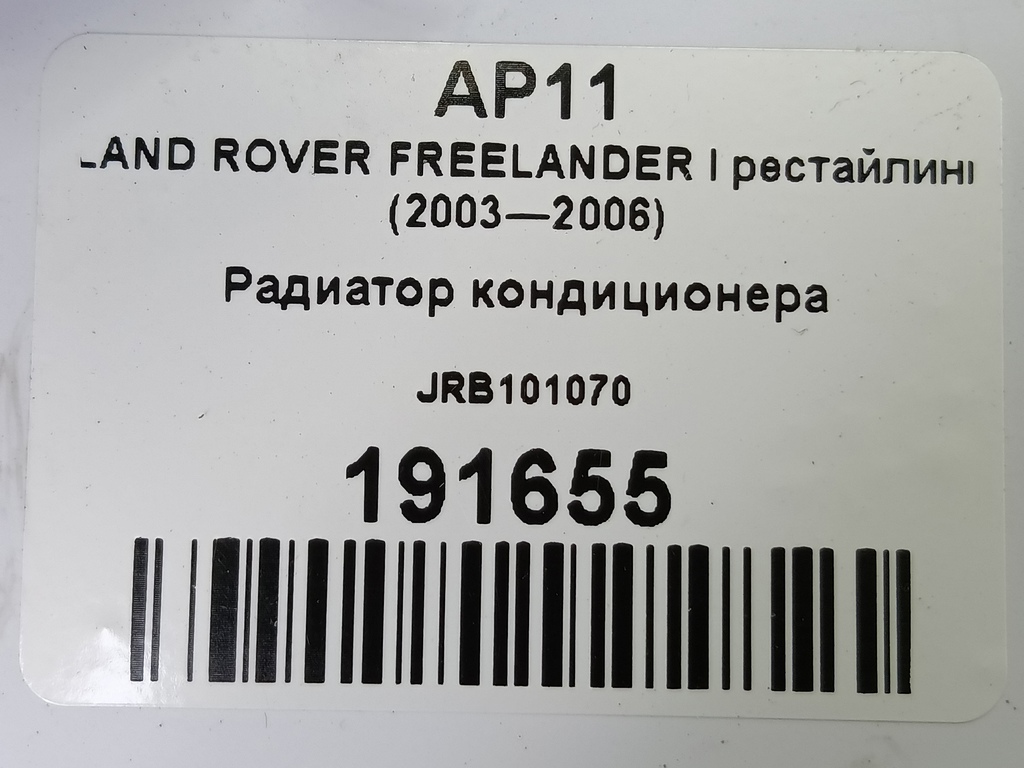 AP11
LAND ROVER FREELANDER I рестайлинг
(2003—2006)
Радиатор кондиционера
JRB101070
191655